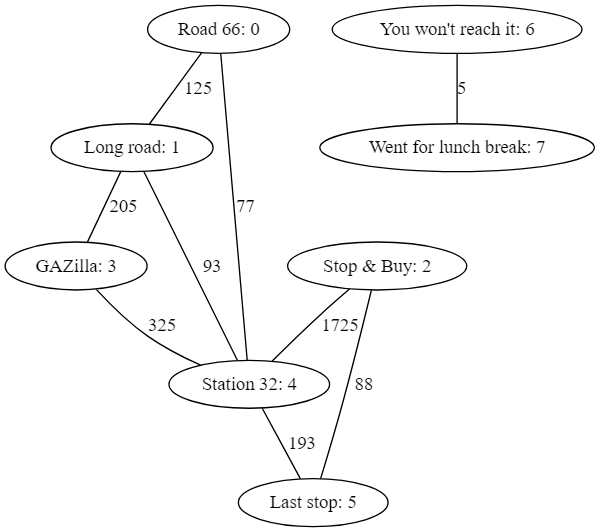 Road 66: 0
You won't reach it: 6
125
5
Long road: 1
Went for lunch break: 7
205
77
GAZilla: 3
93
Stop & Buy: 2
325
1725
Station 32: 4
88
193
Last stop: 5